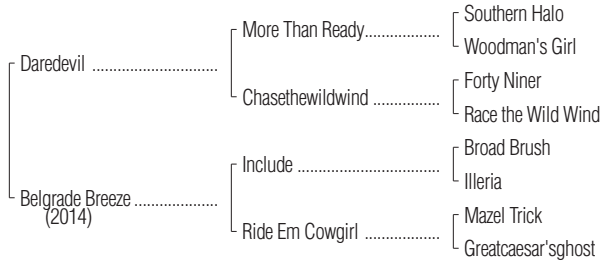 Southern Halo
More Than Ready..................
Woodman's Girl
Daredevil ..............................
Forty Niner
Chasethewildwind ................
Race the Wild Wind
Broad Brush
Include ..................................
Illeria
Belgrade Breeze ....................
(2014)
Mazel Trick
Ride Em Cowgirl ..................
Greatcaesar'sghost